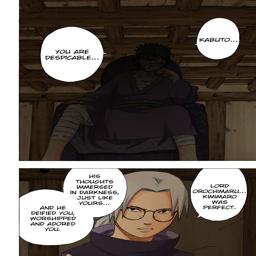 KABUTO...
YOU ARE
DESPICABLE...
LORD
OROCHIMARU...
KIMIMARO
WAS
PERFECT.
HIS
THOUGHTS
IMMERSED
IN DARKNESS,
JUST LIKE
YOURS...
AND HE
DEIFIED YOU,
WORSHIPPED
AND ADORED
YOU.